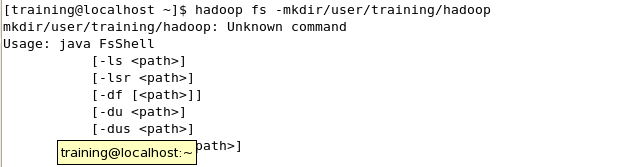 [training@localhost ~]$ hadoop fs -mkdir/user/training/hadoop
mkdir/user/training/hadoop: Unknown command
Usage: java FsShell
[-ls <path>]
[-lsr <path>]
[-df [<path>]]
[-du <path>]
[-dus <path>]
training@localhost:~
path>]